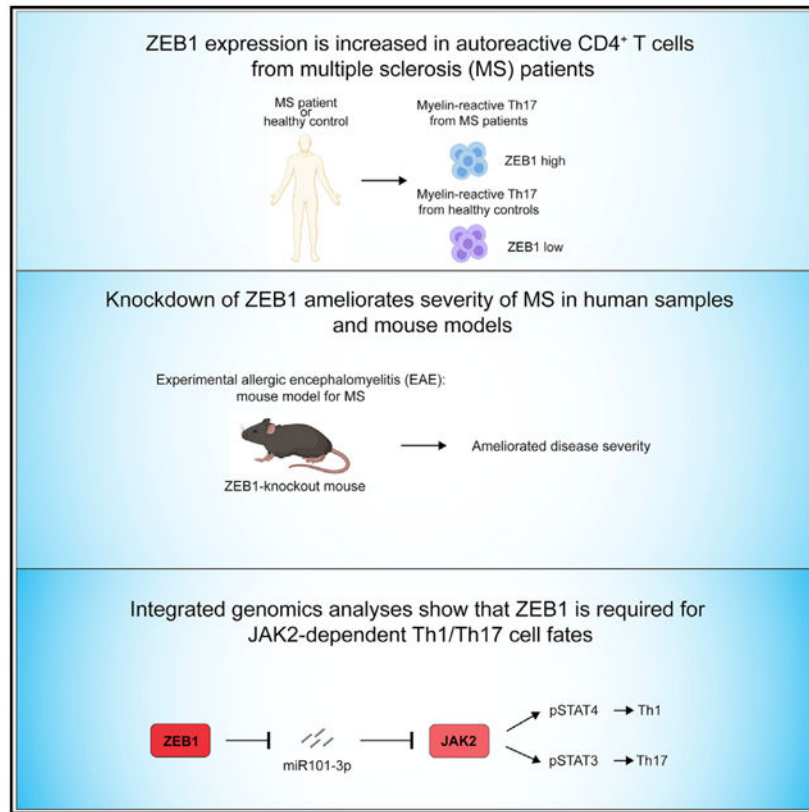 ZEB1 expression is increased in autoreactive CD4⁺ T cells
from multiple sclerosis (MS) patients
MS patient
or
healthy control
Myelin-reactive Th17
from MS patients
ZEB1 high
Myelin-reactive Th17
from healthy controls
ZEB1 low
Knockdown of ZEB1 ameliorates severity of MS in human samples
and mouse models
Experimental allergic encephalomyelitis (EAE):
mouse model for MS
Ameliorated disease severity
ZEB1-knockout mouse
Integrated genomics analyses show that ZEB1 is required for
JAK2-dependent Th1/Th17 cell fates
ZEB1
miR101-3p
JAK2
pSTAT4
Th1
pSTAT3
Th17